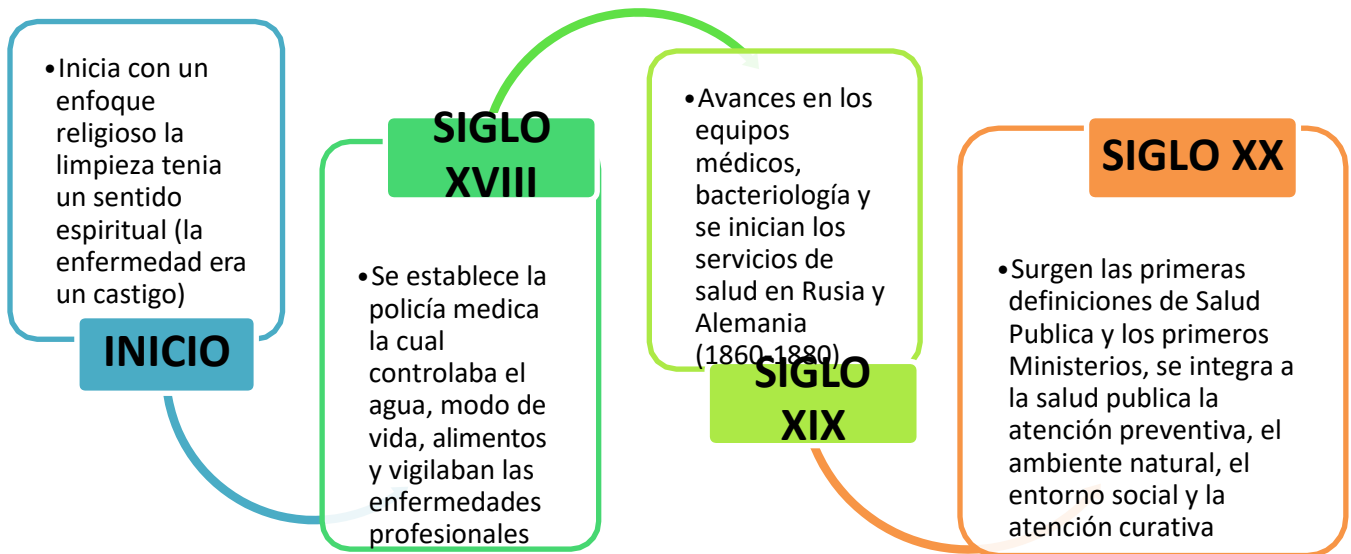 •Inicia con un
enfoque
religioso la
limpieza tenia
un sentido
espiritual (la
enfermedad era
un castigo)
INICIO
SIGLO
XVIII
•Se establece la
policía medica
la cual
controlaba el
agua, modo de
vida, alimentos
y vigilaban las
enfermedades
profesionales
•Avances en los
equipos
médicos,
bacteriología y
se inician los
servicios de
salud en Rusia y
Alemania
(1860-1880)
SIGLO
XIX
SIGLO XX
•Surgen las primeras
definiciones de Salud
Publica y los primeros
Ministerios, se integra a
la salud publica la
atención preventiva, el
ambiente natural, el
entorno social y la
atención curativa